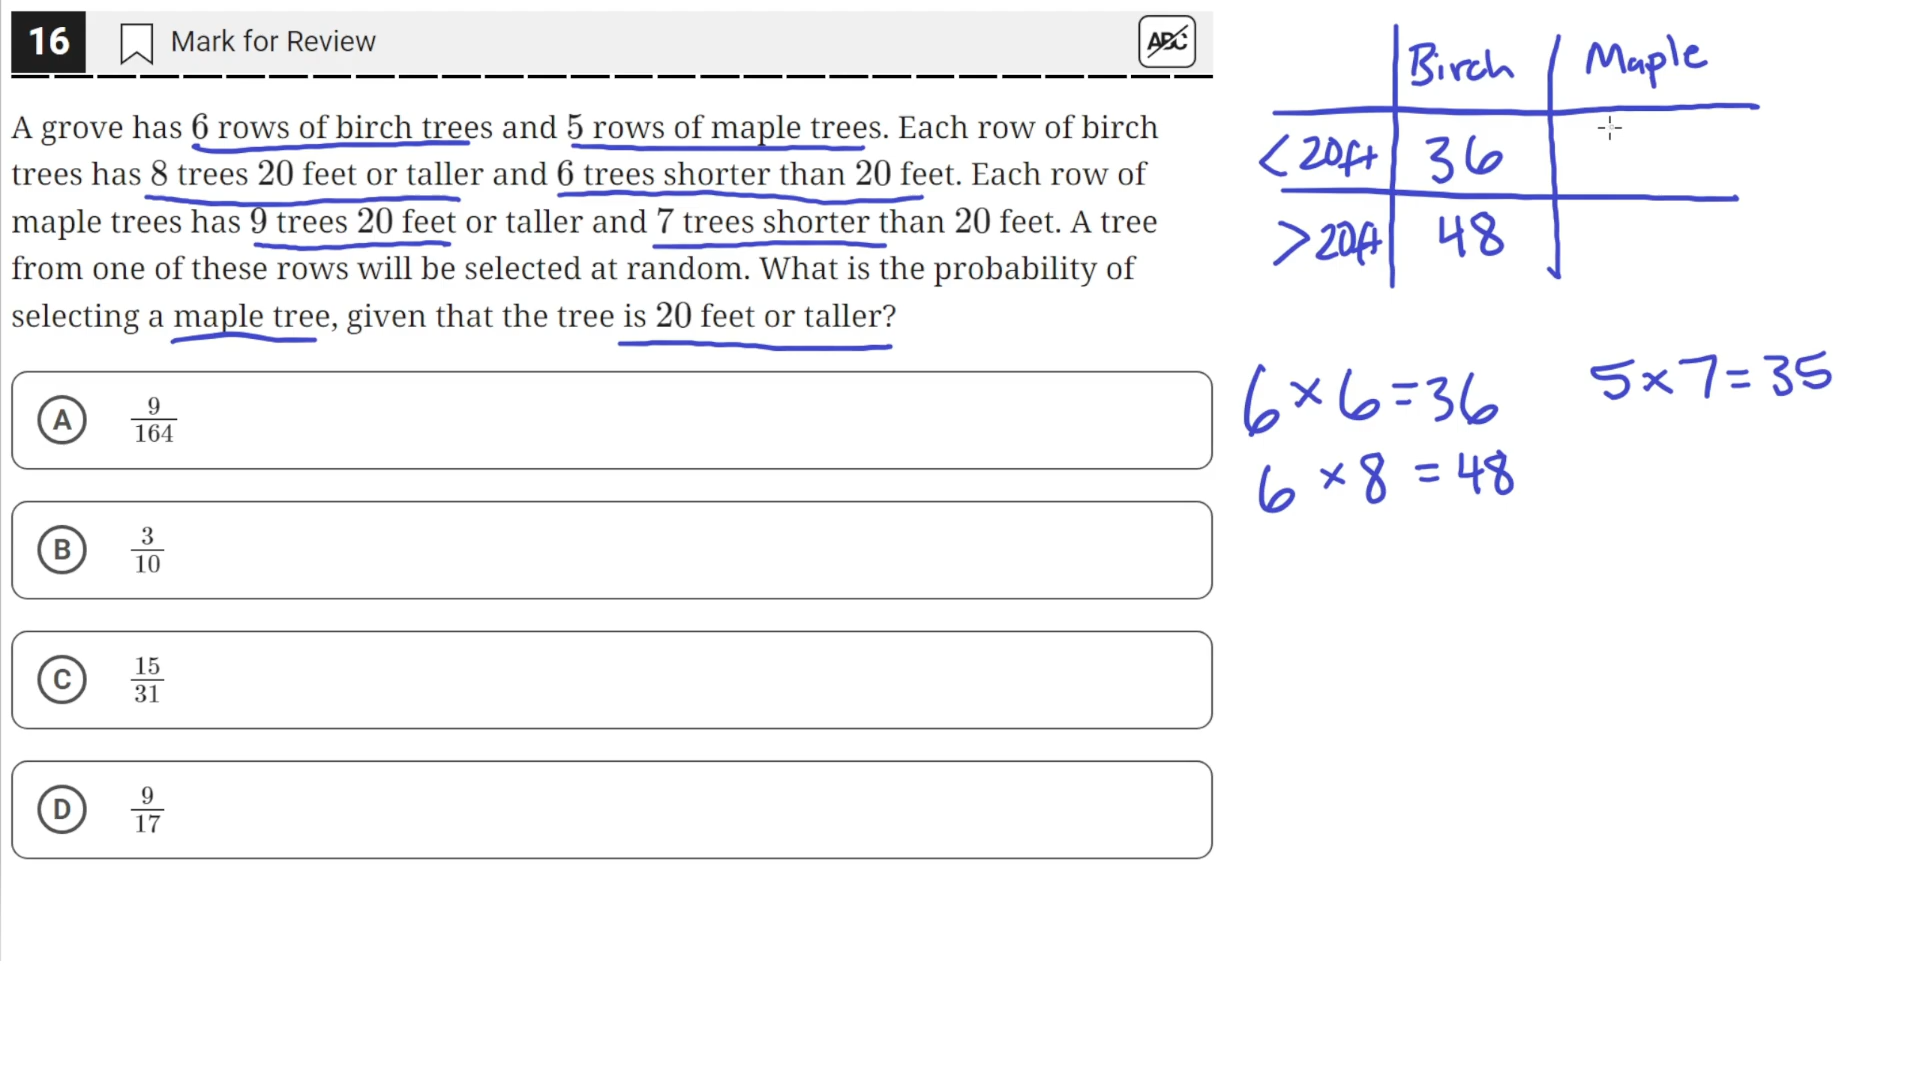 16 Mark for Review ABC
A grove has 6 rows of birch trees and 5 rows of maple trees. Each row of birch
trees has 8 trees 20 feet or taller and 6 trees shorter than 20 feet. Each row of
maple trees has 9 trees 20 feet or taller and 7 trees shorter than 20 feet. A tree
from one of these rows will be selected at random. What is the probability of
selecting a maple tree, given that the tree is 20 feet or taller?
A 9/164
B 3/10
C 15/31
D 9/17
Birch Maple
<20ft 36
>20ft 48
6×6=36 5×7=35
6×8=48